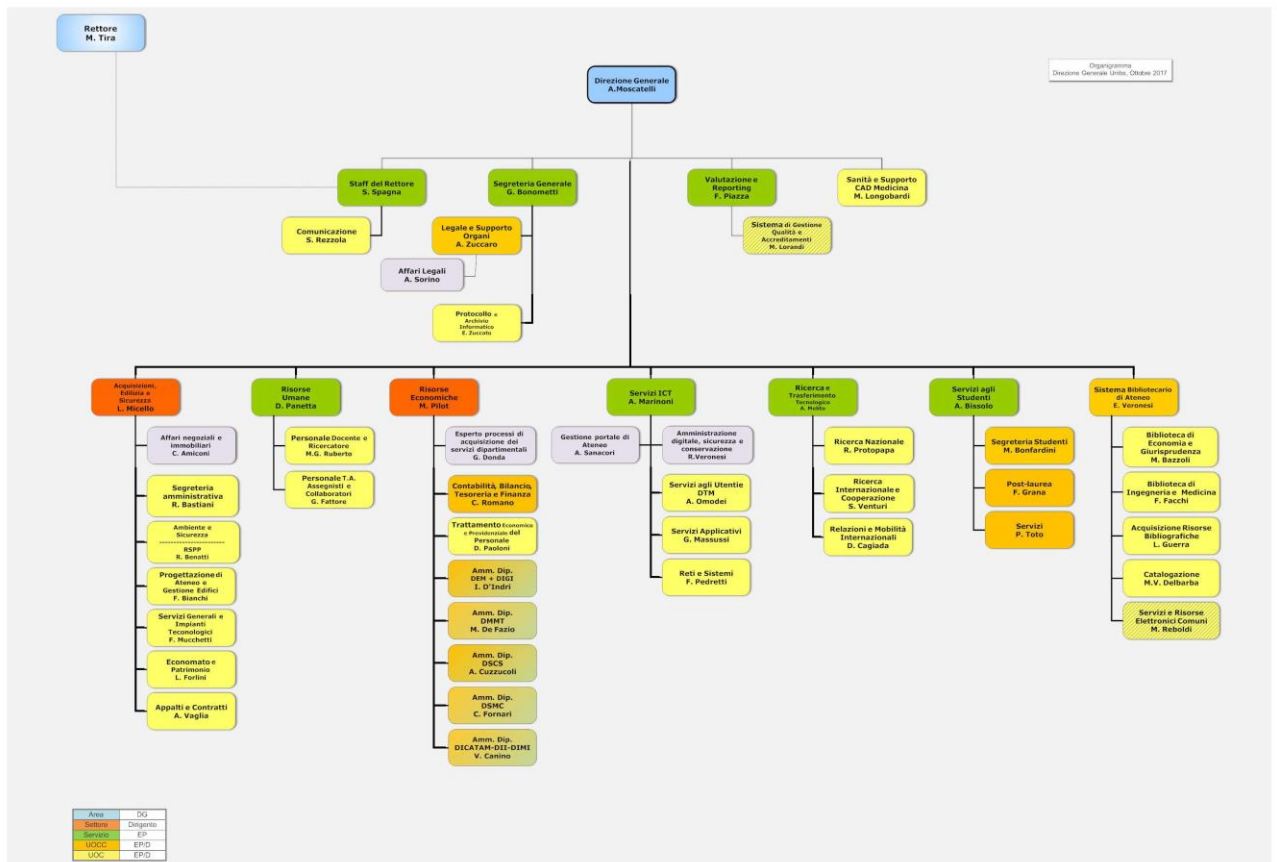 Rettore
M. Tira
Organigramma
Direzione Generale Unibs, Ottobre 2017
Direzione Generale
A.Moscatelli
Staff del Rettore
S. Spagna
Segreteria Generale
G. Bonometti
Valutazione e
Reporting
F. Piazza
Sanità e Supporto
CAD Medicina
M. Longobardi
Comunicazione
S. Rezzola
Legale e Supporto
Organi
A. Zuccaro
Sistema di Gestione
Qualità e
Accreditamenti
M. Lorandi
Affari Legali
A. Sorino
Protocollo e
Archivio
Informatico
E. Zuccato
Acquisizioni,
Edilizia e
Sicurezza
L. Micello
Risorse
Umane
D. Panetta
Risorse
Economiche
M. Pilot
Servizi ICT
A. Marinoni
Ricerca e
Trasferimento
Tecnologico
A. Melito
Servizi agli
Studenti
A. Bissolo
Sistema Bibliotecario
di Ateneo
E. Veronesi
Affari negoziali e
immobiliari
C. Amiconi
Segreteria
amministrativa
R. Bastiani
Ambiente e
Sicurezza
------------------------
RSPP
R. Benatti
Progettazione di
Ateneo e
Gestione Edifici
F. Bianchi
Servizi Generali e
Impianti
Teconologici
F. Mucchetti
Economato e
Patrimonio
L. Forlini
Appalti e Contratti
A. Vaglia
Personale Docente e
Ricercatore
M.G. Ruberto
Personale T.A.
Assegnisti e
Collaboratori
G. Fattore
Esperto processi di
acquisizione dei
servizi dipartimentali
G. Donda
Contabilità, Bilancio,
Tesoreria e Finanza
C. Romano
Trattamento Economico
e Previdenziale del
Personale
D. Paoloni
Amm. Dip.
DEM + DIGI
I. D'Indri
Amm. Dip.
DMMT
M. De Fazio
Amm. Dip.
DSCS
A. Cuzzucoli
Amm. Dip.
DSMC
C. Fornari
Amm. Dip.
DICATAM-DII-DIMI
V. Canino
Gestione portale di
Ateneo
A. Sanacori
Amministrazione
digitale, sicurezza e
conservazione
R.Veronesi
Servizi agli Utentie
DTM
A. Omodei
Servizi Applicativi
G. Massussi
Reti e Sistemi
F. Pedretti
Ricerca Nazionale
R. Protopapa
Ricerca
Internazionale e
Cooperazione
S. Venturi
Relazioni e Mobilità
Internazionali
D. Cagiada
Segreteria Studenti
M. Bonfardini
Post-laurea
F. Grana
Servizi
P. Toto
Biblioteca di
Economia e
Giurisprudenza
M. Bazzoli
Biblioteca di
Ingegneria e Medicina
F. Facchi
Acquisizione Risorse
Bibliografiche
L. Guerra
Catalogazione
M.V. Delbarba
Servizi e Risorse
Elettronici Comuni
M. Reboldi
Area DG
Settore Dirigente
Servizio EP
UOCC EP/D
UOC EP/D